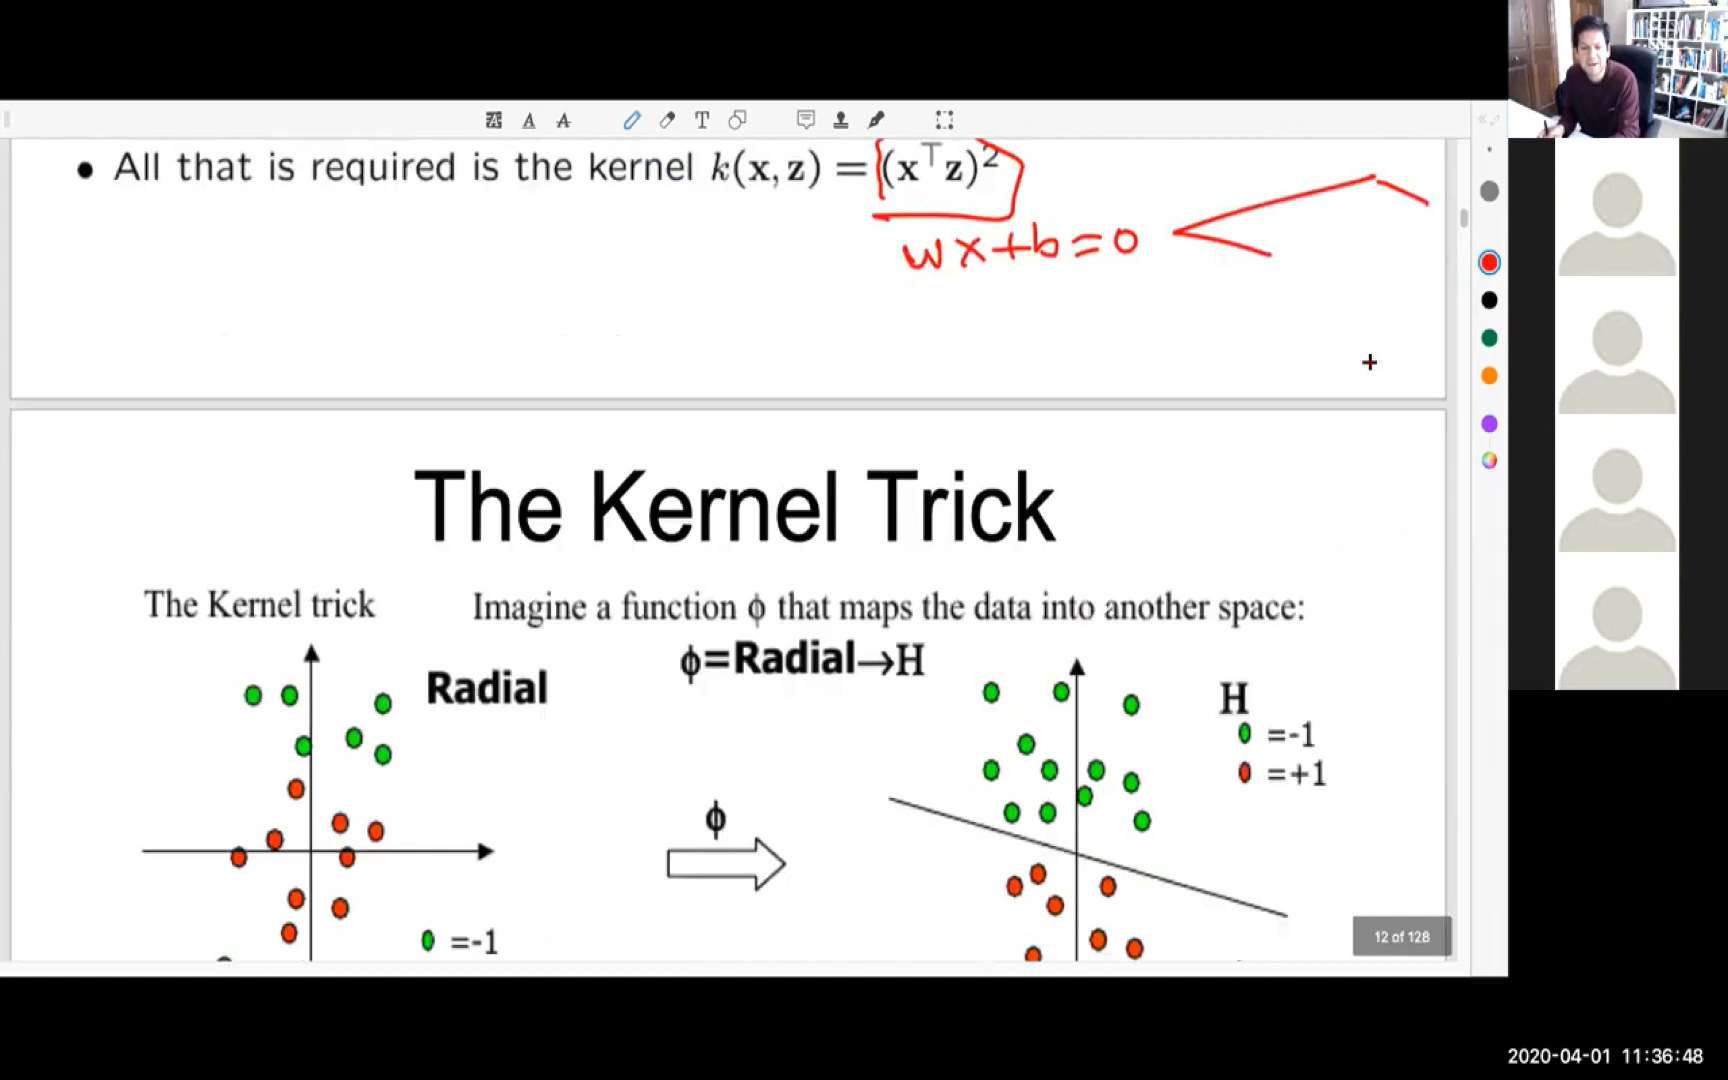 • All that is required is the kernel k(x, z) = (x⊤z)²
wx+b=0
The Kernel Trick
The Kernel trick
Imagine a function ϕ that maps the data into another space:
Radial
ϕ=Radial→H
H
=-1
=+1
ϕ
=-1
12 of 128
2020-04-01 11:36:48